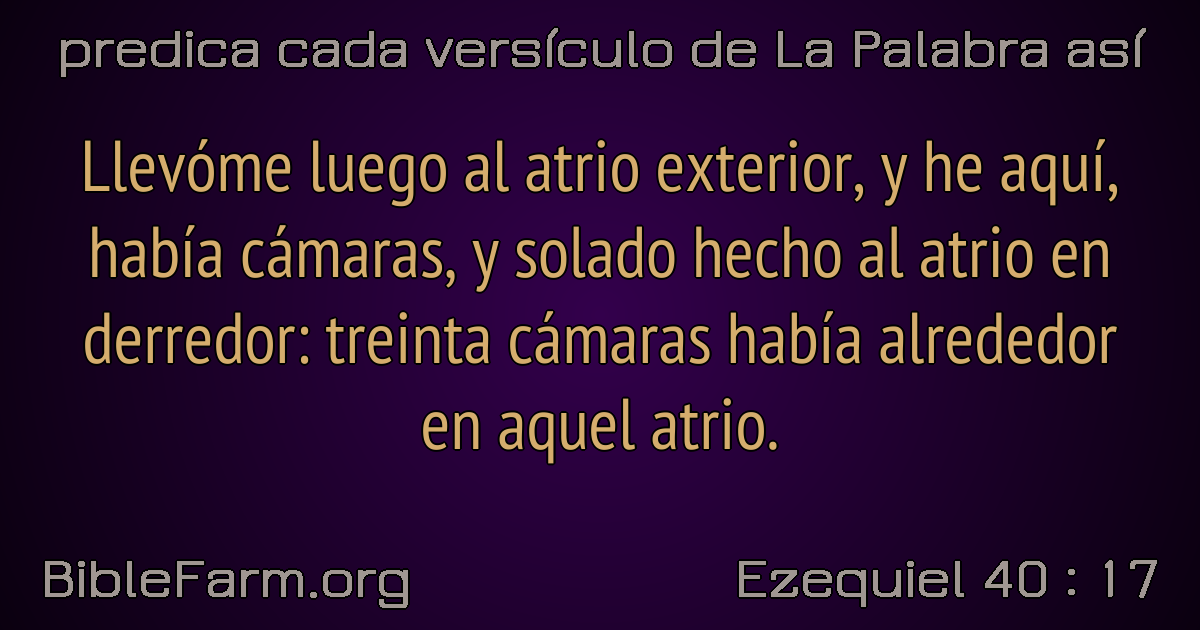 predica cada versículo de La Palabra así
Llevóme luego al atrio exterior, y he aquí,
había cámaras, y solado hecho al atrio en
derredor: treinta cámaras había alrededor
en aquel atrio.
BibleFarm.org
Ezequiel 40 : 17